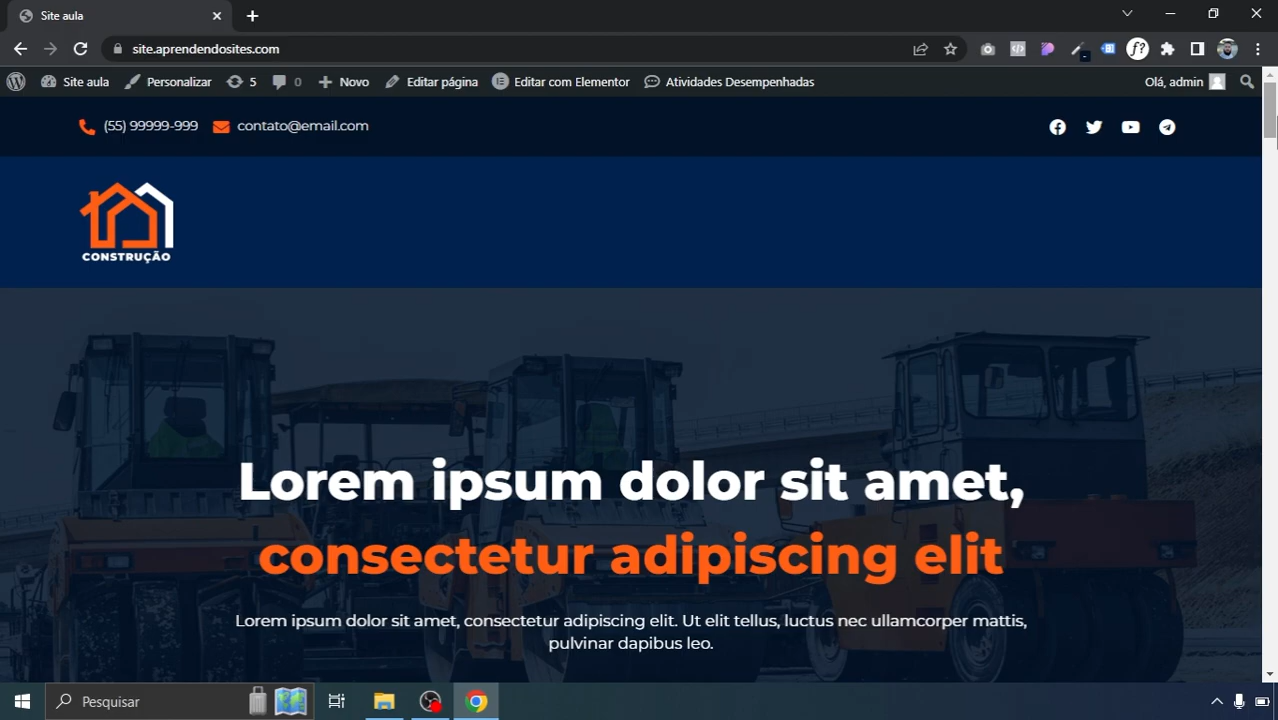 Site aula
site.aprendendosites.com
f?
Site aula
Personalizar
5
0
Novo
Editar página
Editar com Elementor
Atividades Desempenhadas
Olá, admin
(55) 99999-999
contato@email.com
CONSTRUÇÃO
Lorem ipsum dolor sit amet,
consectetur adipiscing elit
Lorem ipsum dolor sit amet, consectetur adipiscing elit. Ut elit tellus, luctus nec ullamcorper mattis,
pulvinar dapibus leo.
Pesquisar